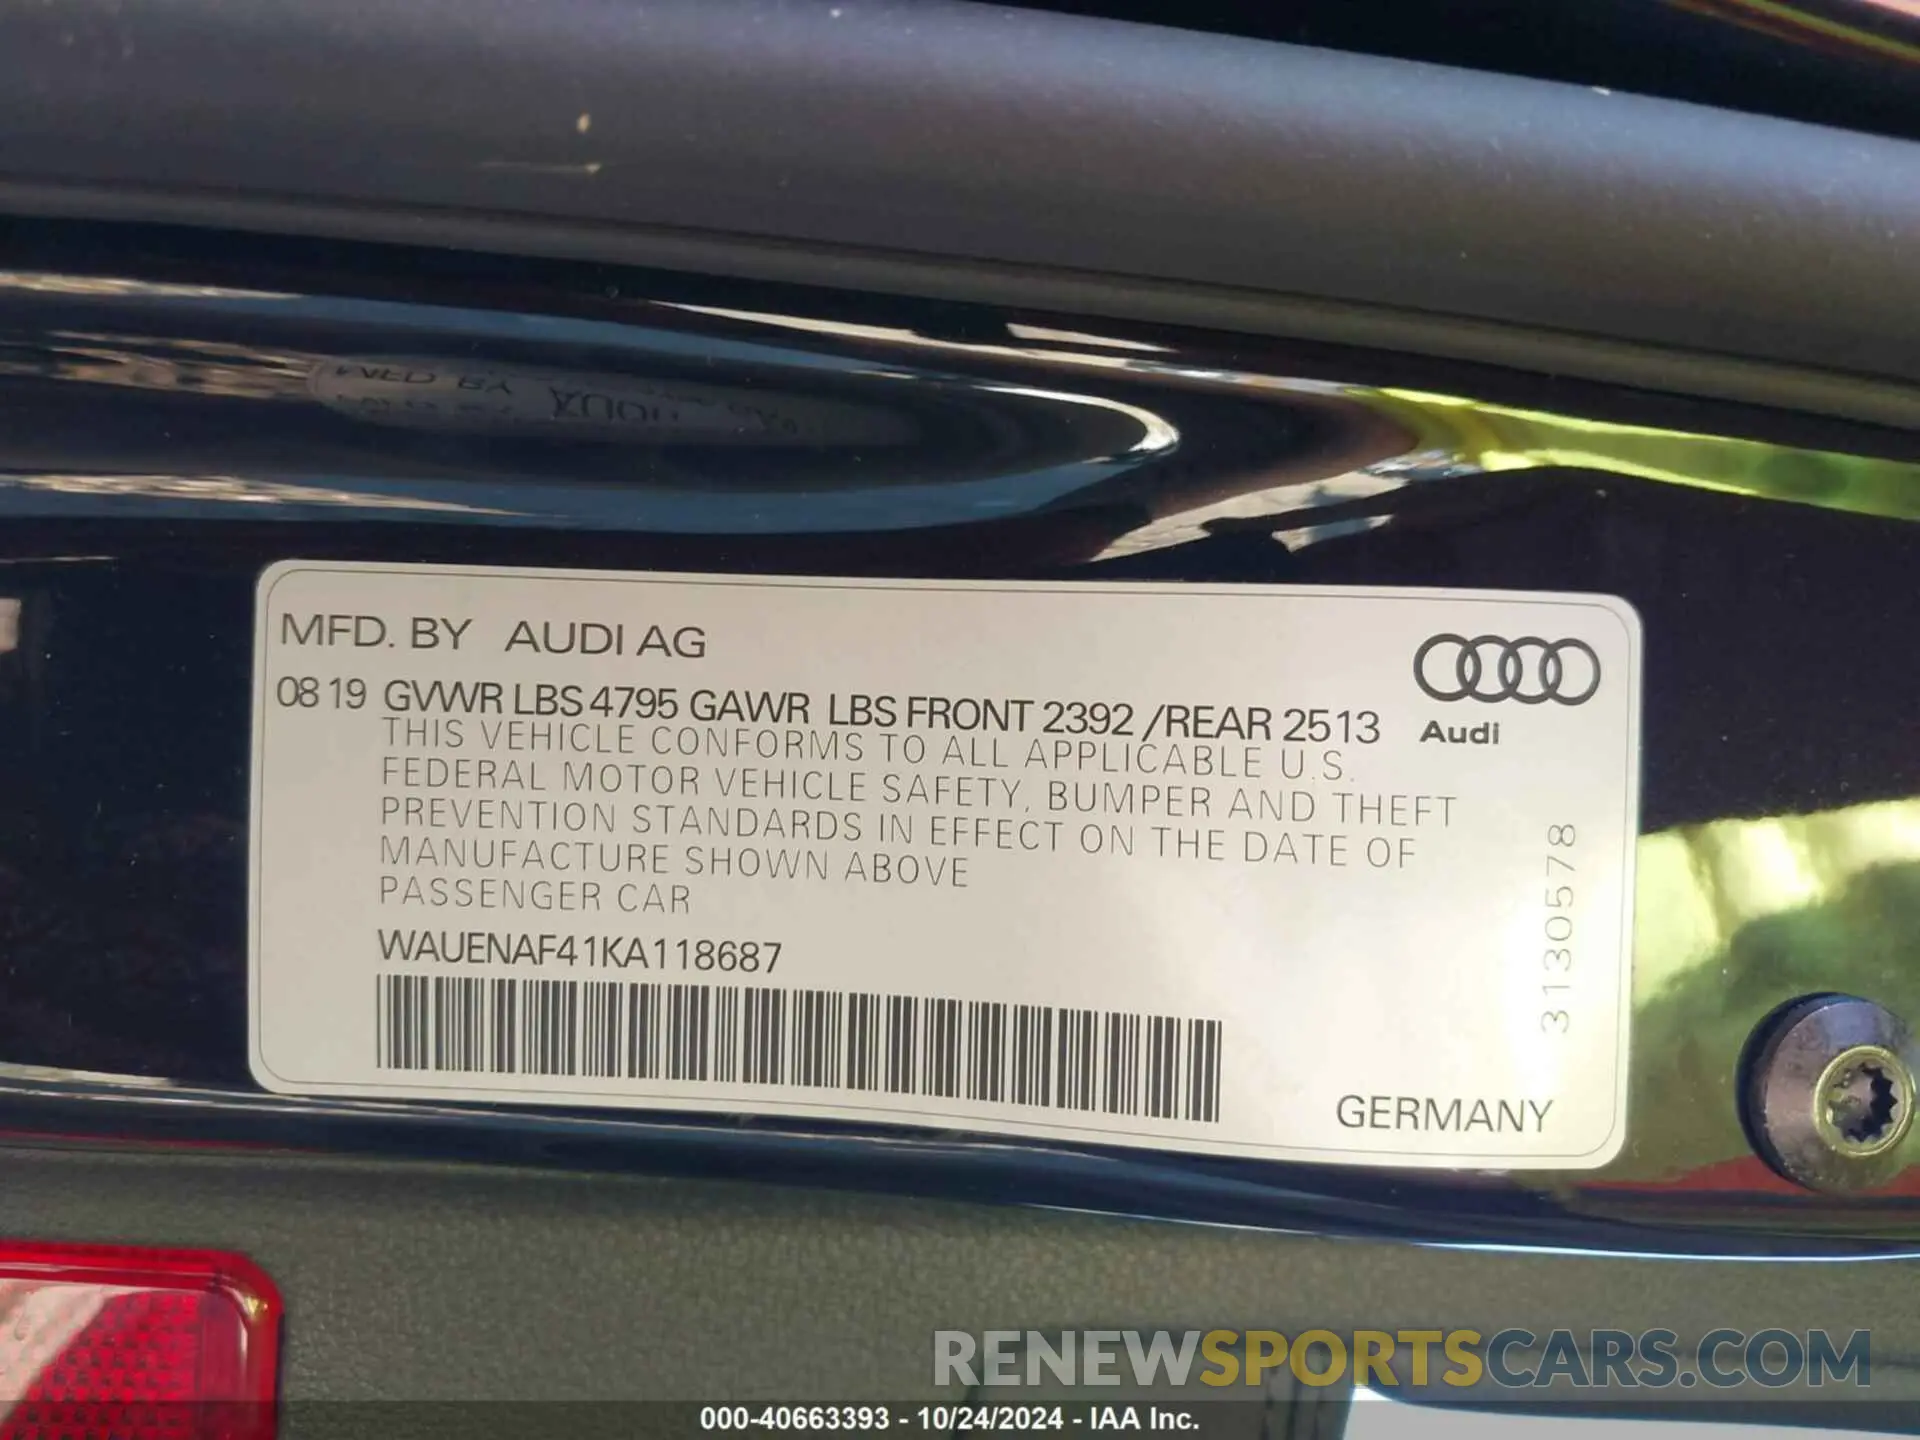 MFD. BY AUDI AG
08 19 GVWR LBS 4795 GAWR LBS FRONT 2392 /REAR 2513
Audi
THIS VEHICLE CONFORMS TO ALL APPLICABLE U.S.
FEDERAL MOTOR VEHICLE SAFETY, BUMPER AND THEFT
PREVENTION STANDARDS IN EFFECT ON THE DATE OF
MANUFACTURE SHOWN ABOVE
PASSENGER CAR
WAUENAF41KA118687
3130578
GERMANY
RENEWSPORTSCARS.COM
000-40663393 - 10/24/2024 - IAA Inc.